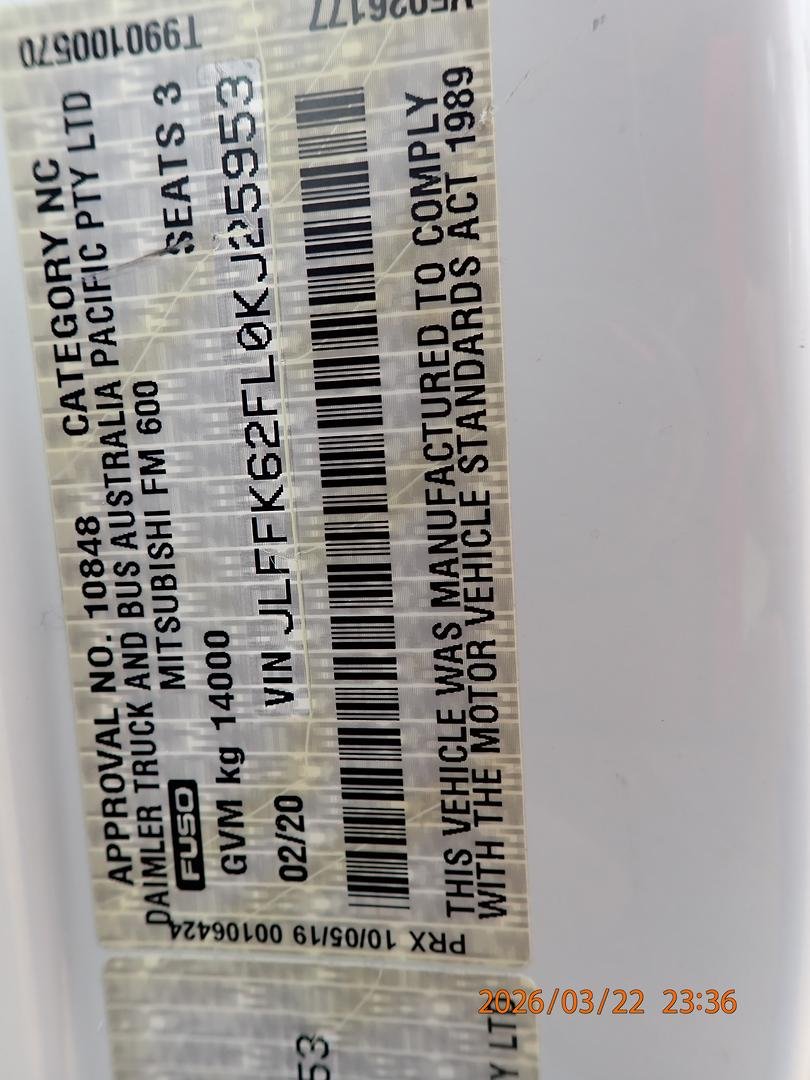 APPROVAL NO. 10848 CATEGORY NC
DAIMLER TRUCK AND BUS AUSTRALIA PACIFIC PTY LTD
FUSO MITSUBISHI FM 600 SEATS 3
GVM kg 14000
02/20 VIN JLFFK62FL0KJ25953
THIS VEHICLE WAS MANUFACTURED TO COMPLY
WITH THE MOTOR VEHICLE STANDARDS ACT 1989
PRX 10/05/19 00106424
T990100570
53
Y LTD
2026/03/22 23:36